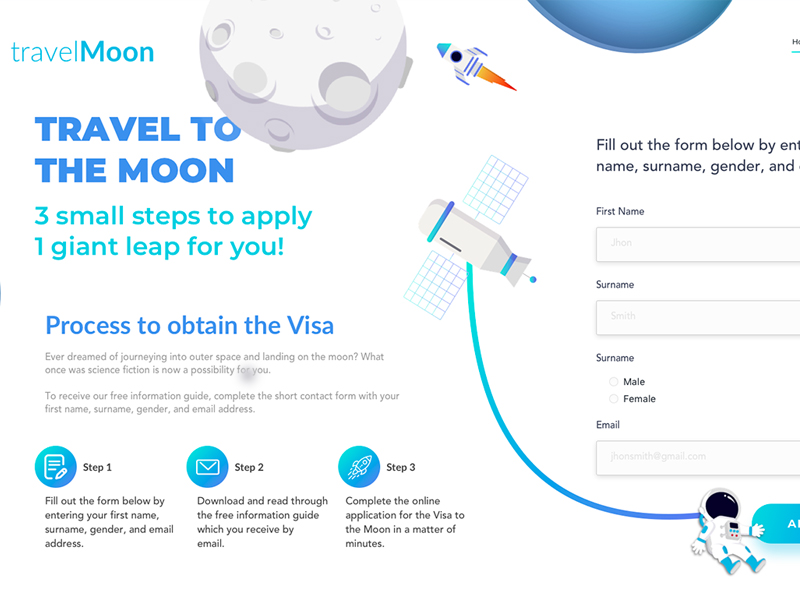 travelMoon
TRAVEL TO
THE MOON
3 small steps to apply
1 giant leap for you!
Process to obtain the Visa
Ever dreamed of journeying into outer space and landing on the moon? What
once was science fiction is now a possibility for you.
To receive our free information guide, complete the short contact form with your
first name, surname, gender, and email address.
Step 1
Fill out the form below by
entering your first name,
surname, gender, and email
address.
Step 2
Download and read through
the free information guide
which you receive by
email.
Step 3
Complete the online
application for the Visa to
the Moon in a matter of
minutes.
Fill out the form below by
name, surname, gender, and
First Name
Jhon
Surname
Smith
Surname
Male
Female
Email
jhonsmith@gmail.com